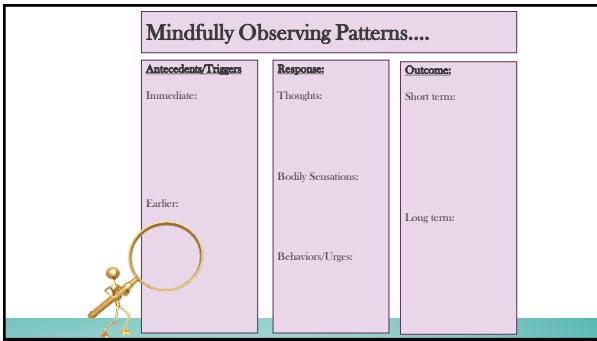 Mindfully Observing Patterns....
Antecedents/Triggers
Immediate:
Earlier:
Response:
Thoughts:
Bodily Sensations:
Behaviors/Urges:
Outcome:
Short term:
Long term: